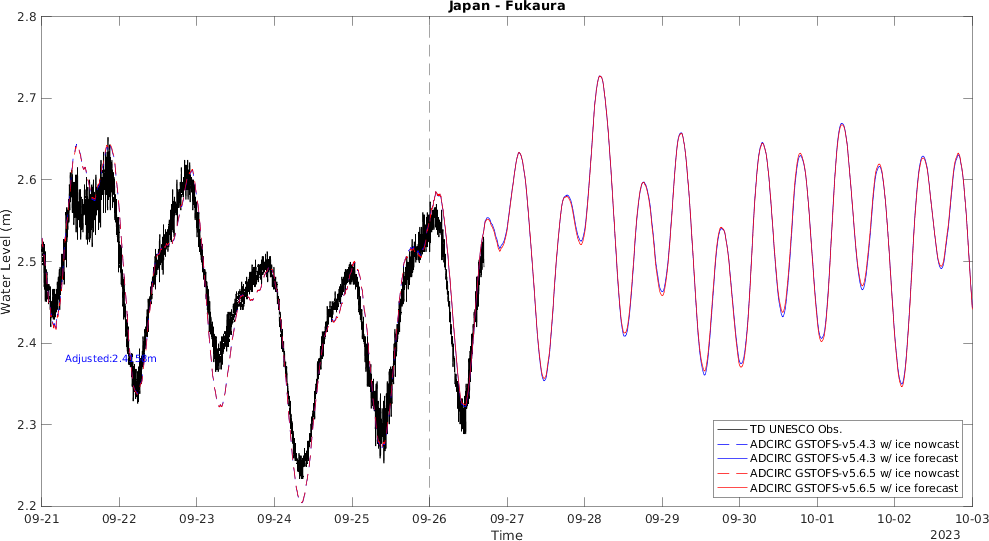 Japan - Fukaura
2.8
2.7
2.6
2.5
2.4
2.3
2.2
Water Level (m)
TD UNESCO Obs.
ADCIRC GSTOFS-v5.4.3 w/ ice nowcast
ADCIRC GSTOFS-v5.4.3 w/ ice forecast
ADCIRC GSTOFS-v5.6.5 w/ ice nowcast
ADCIRC GSTOFS-v5.6.5 w/ ice forecast
09-21 09-22 09-23 09-24 09-25 09-26 09-27 09-28 09-29 09-30 10-01 10-02 10-03
Time
2023